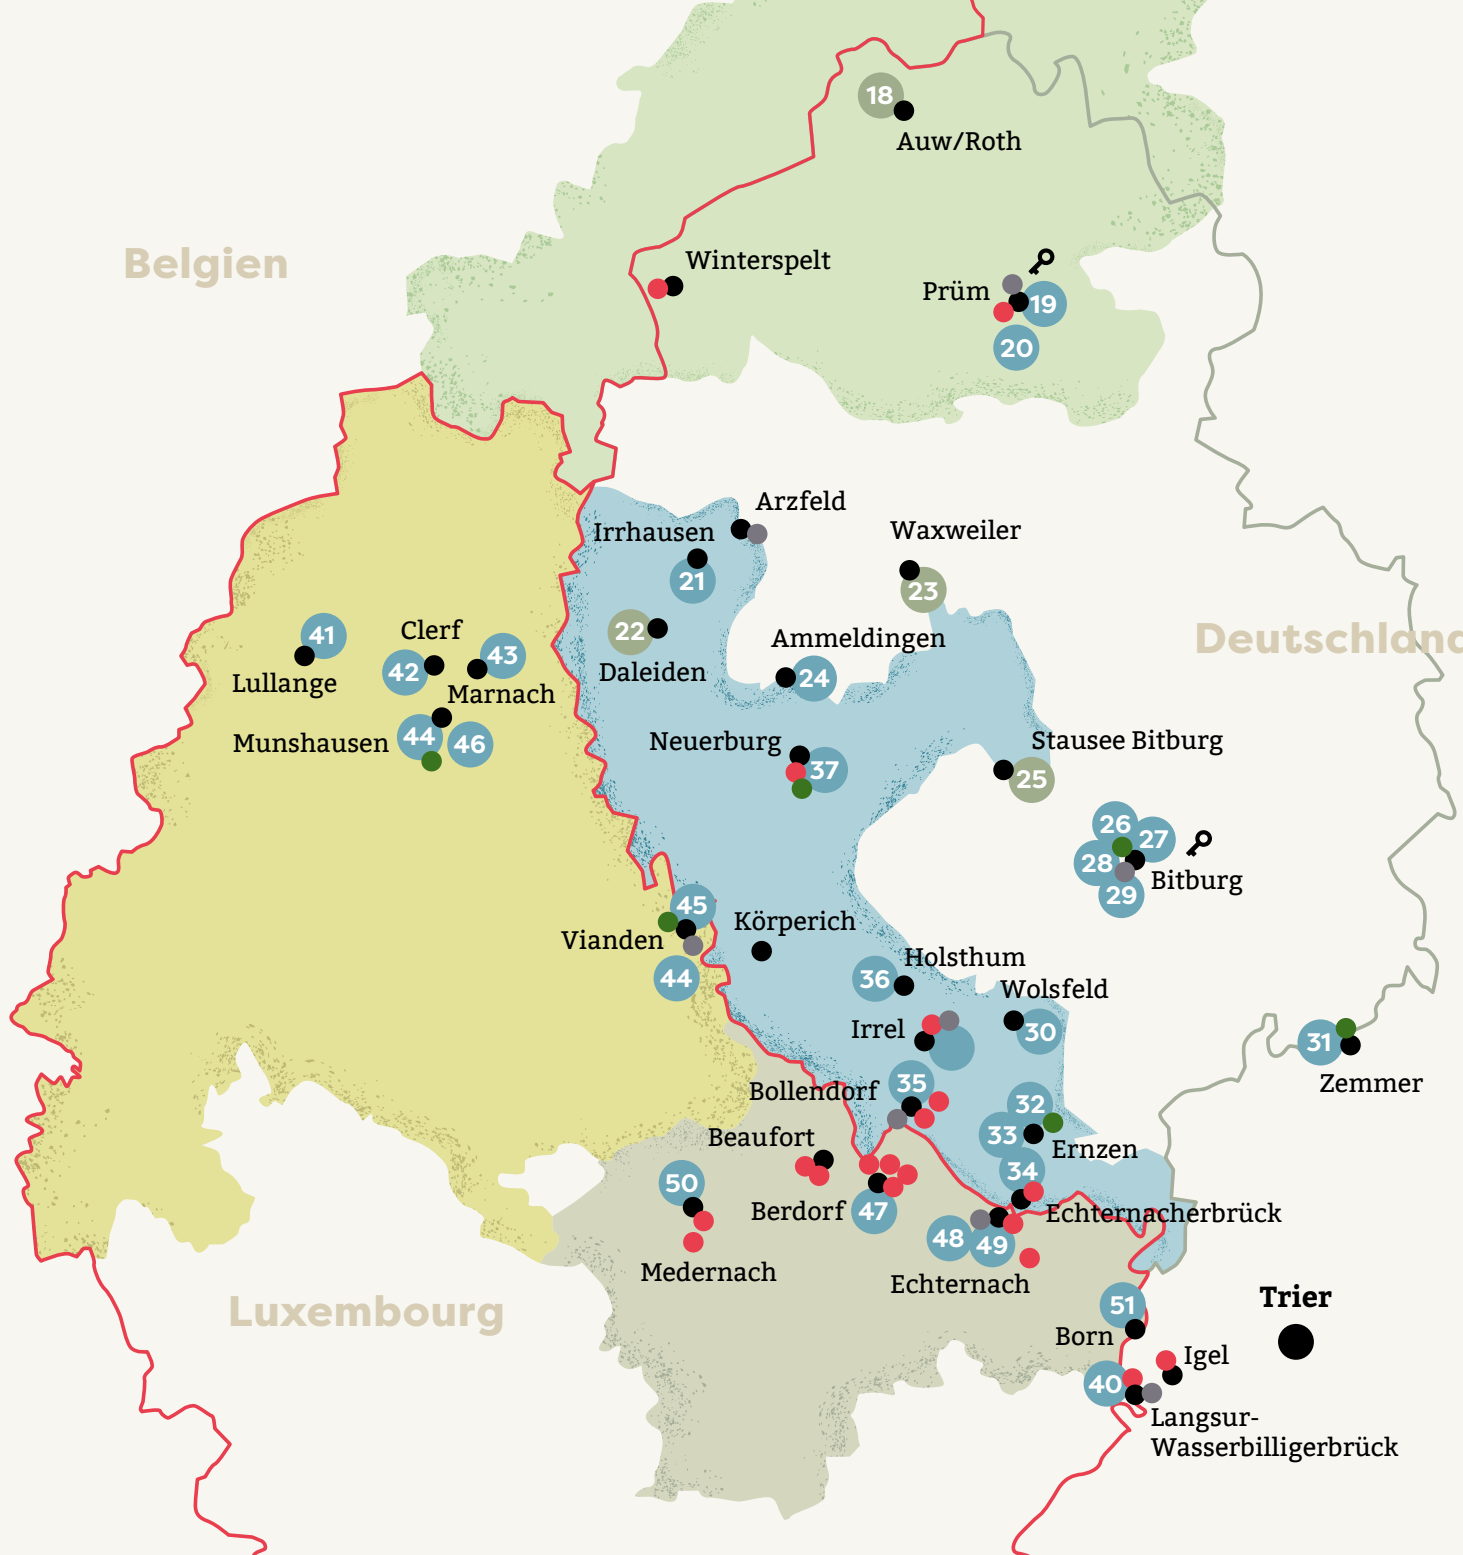 18
Auw/Roth
Belgien
Winterspelt
Prüm
19
20
Arzfeld
Irrhausen
21
Waxweiler
23
22
Daleiden
Ammeldingen
24
Deutschland
41
Lullange
Clerf
42
43
Marnach
Munshausen
44
46
Neuerburg
37
Stausee Bitburg
25
26
27
28
29
Bitburg
45
Vianden
44
Körperich
Holsthum
36
Wolsfeld
30
Irrel
31
Zemmer
35
Bollendorf
32
33
Ernzen
34
Echternacherbrück
Beaufort
50
Medernach
Berdorf
47
48
49
Echternach
Luxembourg
51
Born
Trier
Igel
40
Langsur-
Wasserbilligerbrück